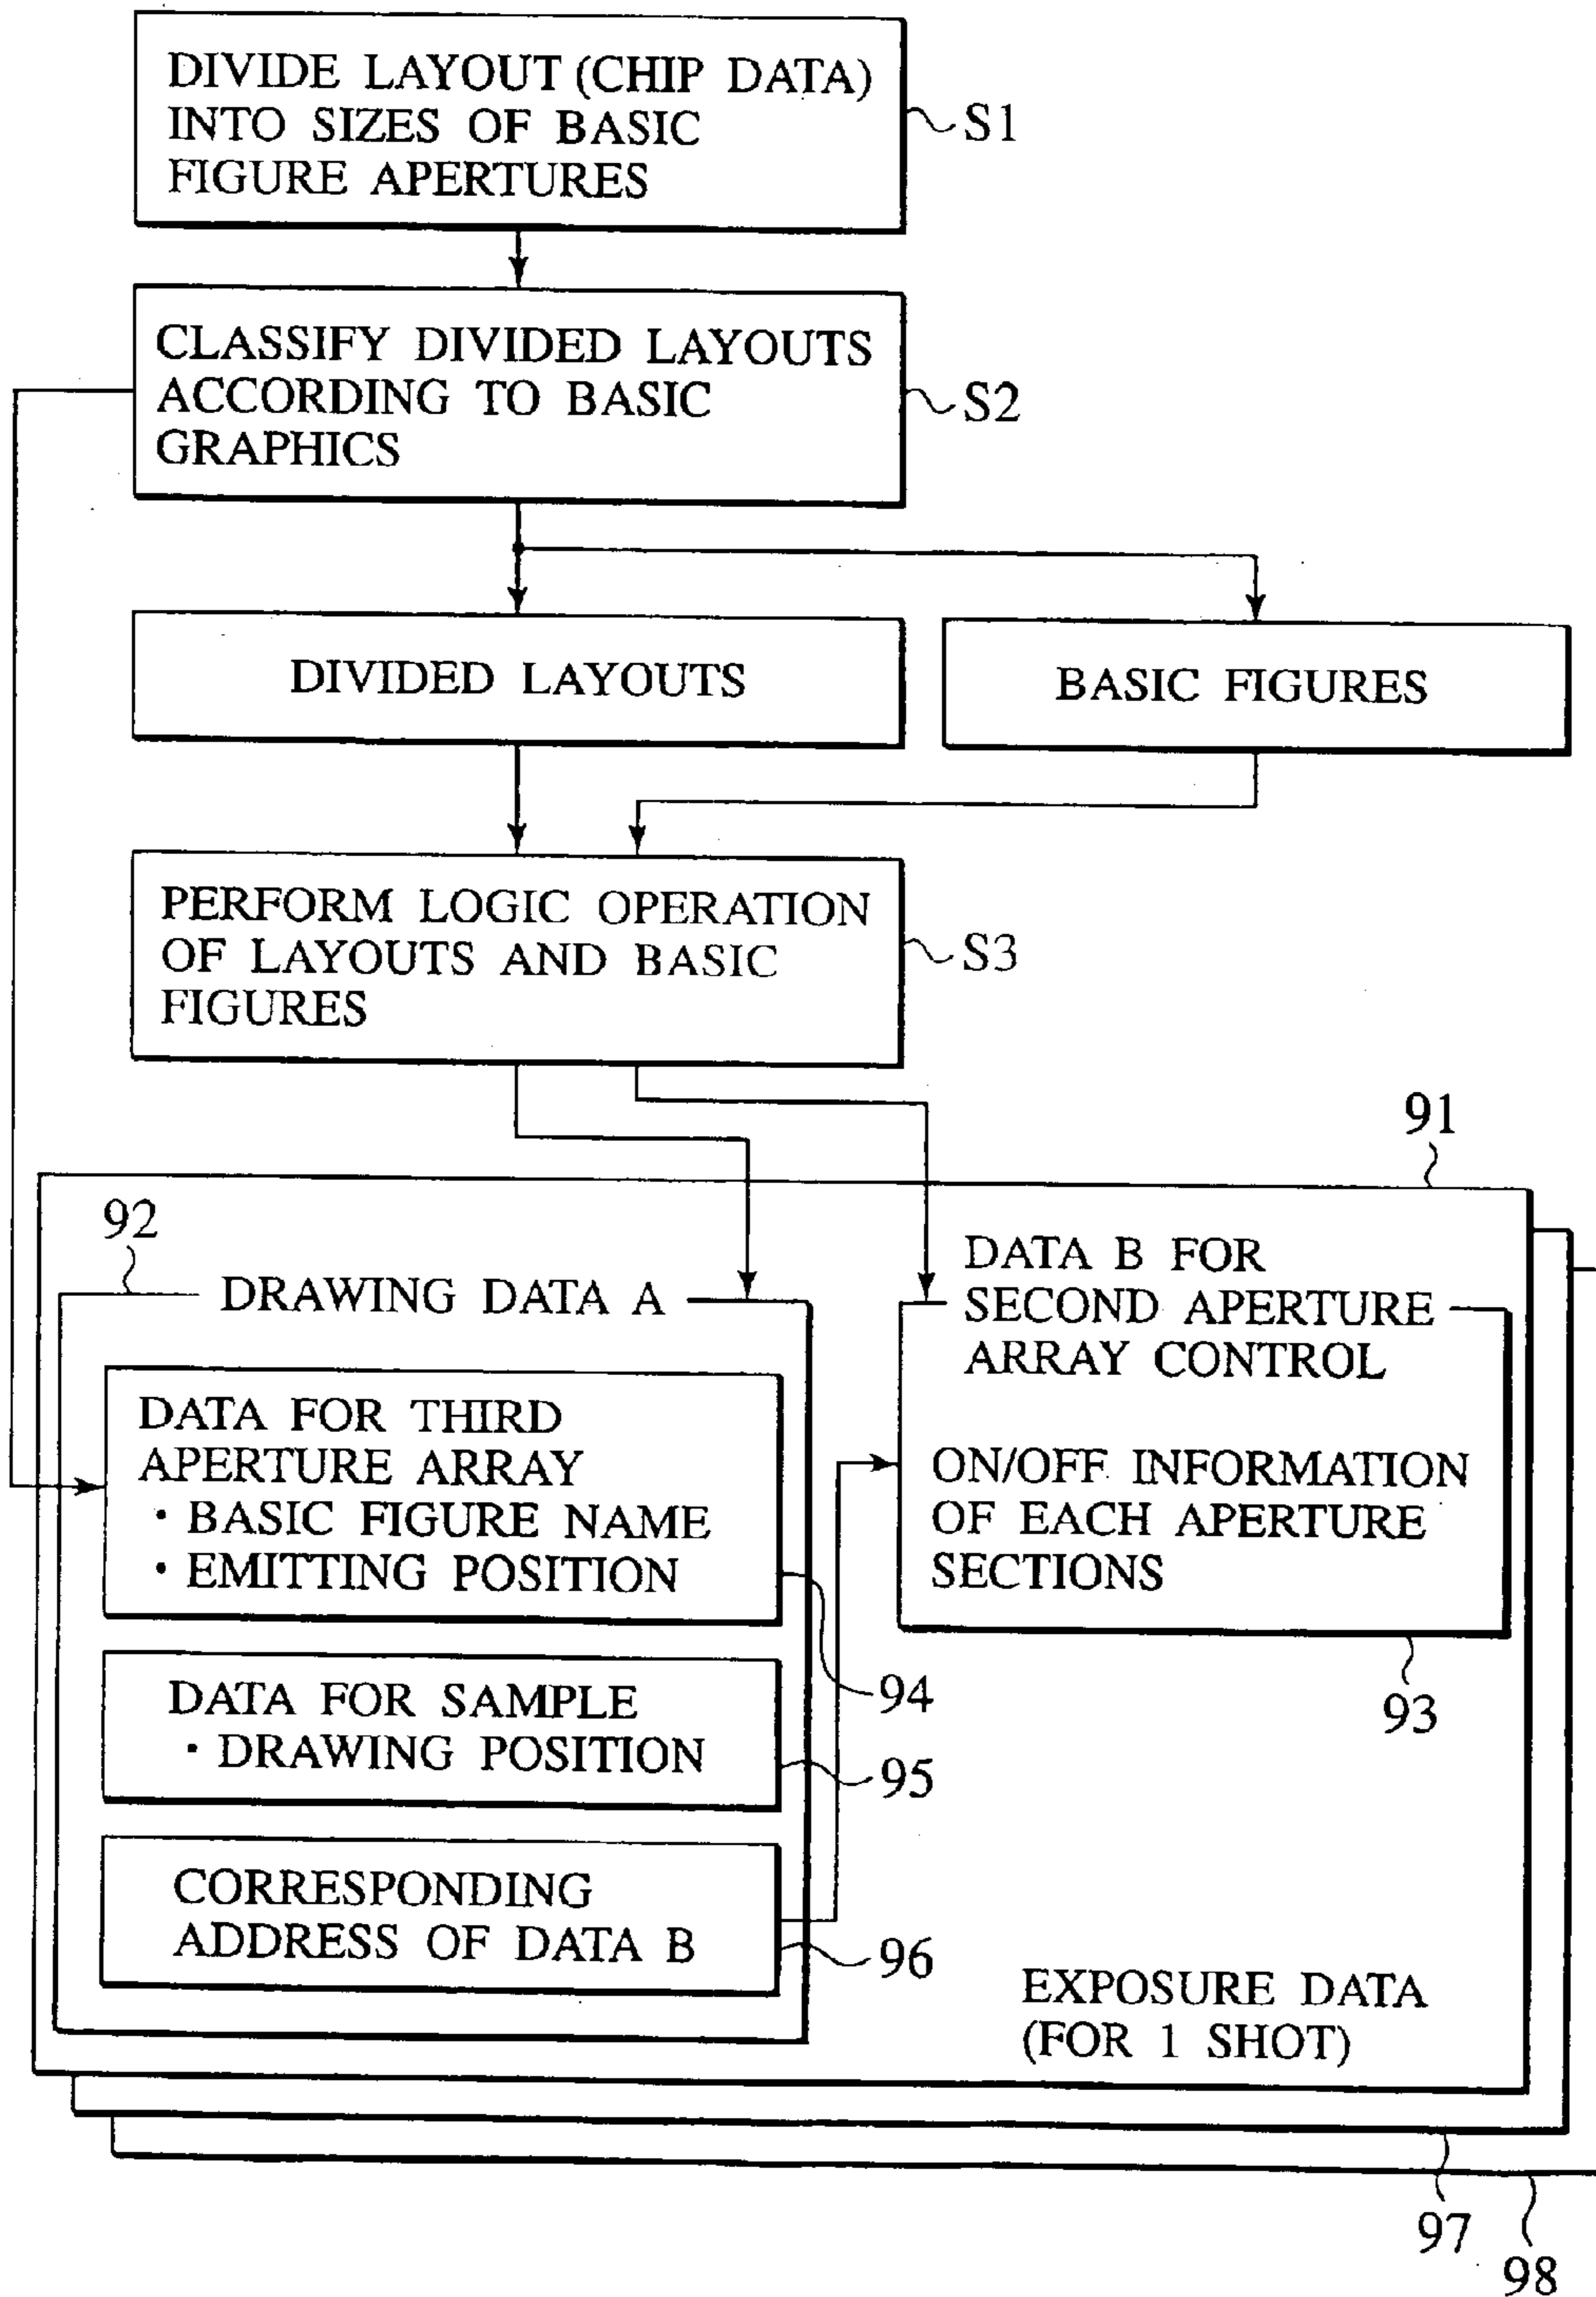 DIVIDE LAYOUT (CHIP DATA)
INTO SIZES OF BASIC
FIGURE APERTURES
S1
CLASSIFY DIVIDED LAYOUTS
ACCORDING TO BASIC
GRAPHICS
S2
DIVIDED LAYOUTS
BASIC FIGURES
PERFORM LOGIC OPERATION
OF LAYOUTS AND BASIC
FIGURES
S3
91
92
DRAWING DATA A
DATA B FOR
SECOND APERTURE
ARRAY CONTROL
DATA FOR THIRD
APERTURE ARRAY
· BASIC FIGURE NAME
· EMITTING POSITION
ON/OFF INFORMATION
OF EACH APERTURE
SECTIONS
94
93
DATA FOR SAMPLE
· DRAWING POSITION
95
CORRESPONDING
ADDRESS OF DATA B
96
EXPOSURE DATA
(FOR 1 SHOT)
97
98